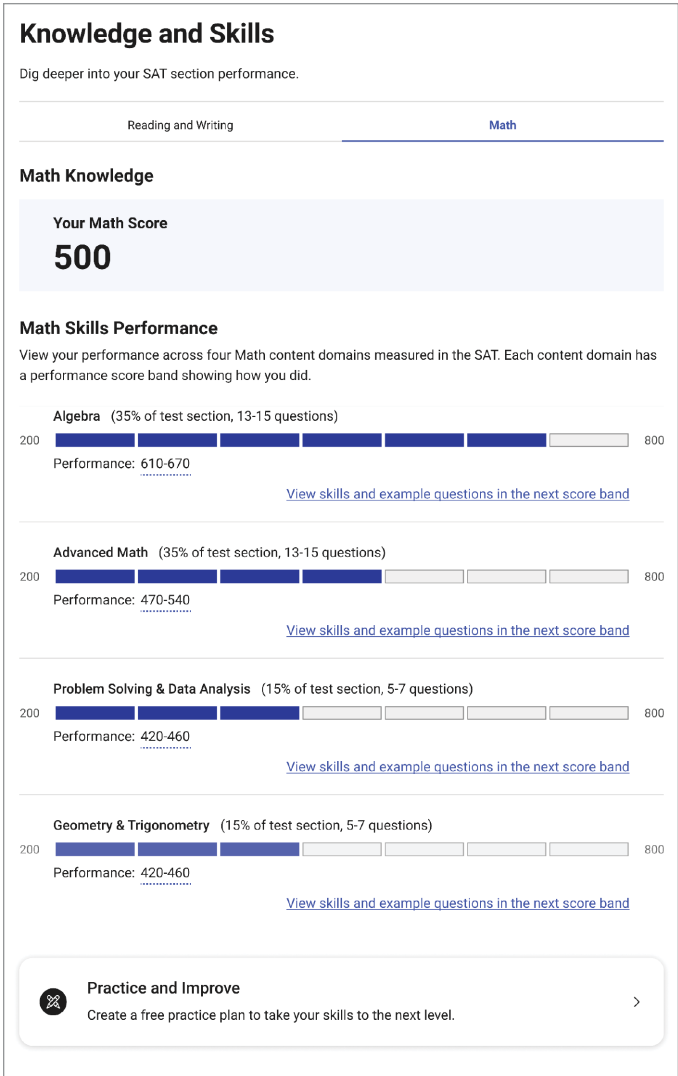 Knowledge and Skills
Dig deeper into your SAT section performance.
Reading and Writing
Math
Math Knowledge
Your Math Score
500
Math Skills Performance
View your performance across four Math content domains measured in the SAT. Each content domain has
a performance score band showing how you did.
Algebra (35% of test section, 13-15 questions)
200 800
Performance: 610-670
View skills and example questions in the next score band
Advanced Math (35% of test section, 13-15 questions)
200 800
Performance: 470-540
View skills and example questions in the next score band
Problem Solving & Data Analysis (15% of test section, 5-7 questions)
200 800
Performance: 420-460
View skills and example questions in the next score band
Geometry & Trigonometry (15% of test section, 5-7 questions)
200 800
Performance: 420-460
View skills and example questions in the next score band
Practice and Improve
Create a free practice plan to take your skills to the next level.